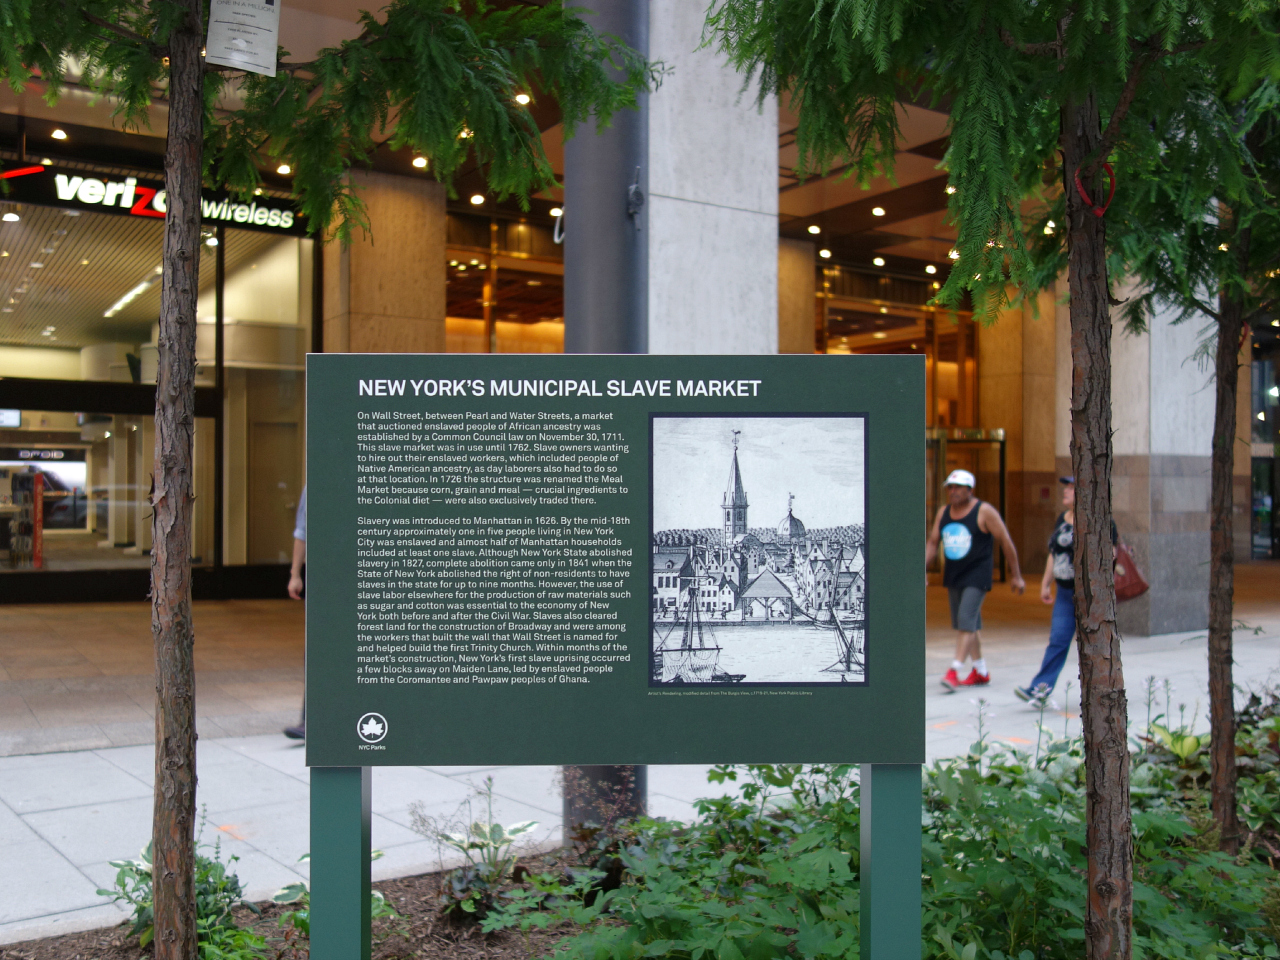 ONE IN A MILLION
verizon wireless
DROID
NEW YORK'S MUNICIPAL SLAVE MARKET
On Wall Street, between Pearl and Water Streets, a market
that auctioned enslaved people of African ancestry was
established by a Common Council law on November 30, 1711.
This slave market was in use until 1762. Slave owners wanting
to hire out their enslaved workers, which included people of
Native American ancestry, as day laborers also had to do so
at that location. In 1726 the structure was renamed the Meal
Market because corn, grain and meal — crucial ingredients to
the Colonial diet — were also exclusively traded there.
Slavery was introduced to Manhattan in 1626. By the mid-18th
century approximately one in five people living in New York
City was enslaved and almost half of Manhattan households
included at least one slave. Although New York State abolished
slavery in 1827, complete abolition came only in 1841 when the
State of New York abolished the right of non-residents to have
slaves in the state for up to nine months. However, the use of
slave labor elsewhere for the production of raw materials such
as sugar and cotton was essential to the economy of New
York both before and after the Civil War. Slaves also cleared
forest land for the construction of Broadway and were among
the workers that built the wall that Wall Street is named for
and helped build the first Trinity Church. Within months of the
market's construction, New York's first slave uprising occurred
a few blocks away on Maiden Lane, led by enslaved people
from the Coromantee and Pawpaw peoples of Ghana.
NYC Parks